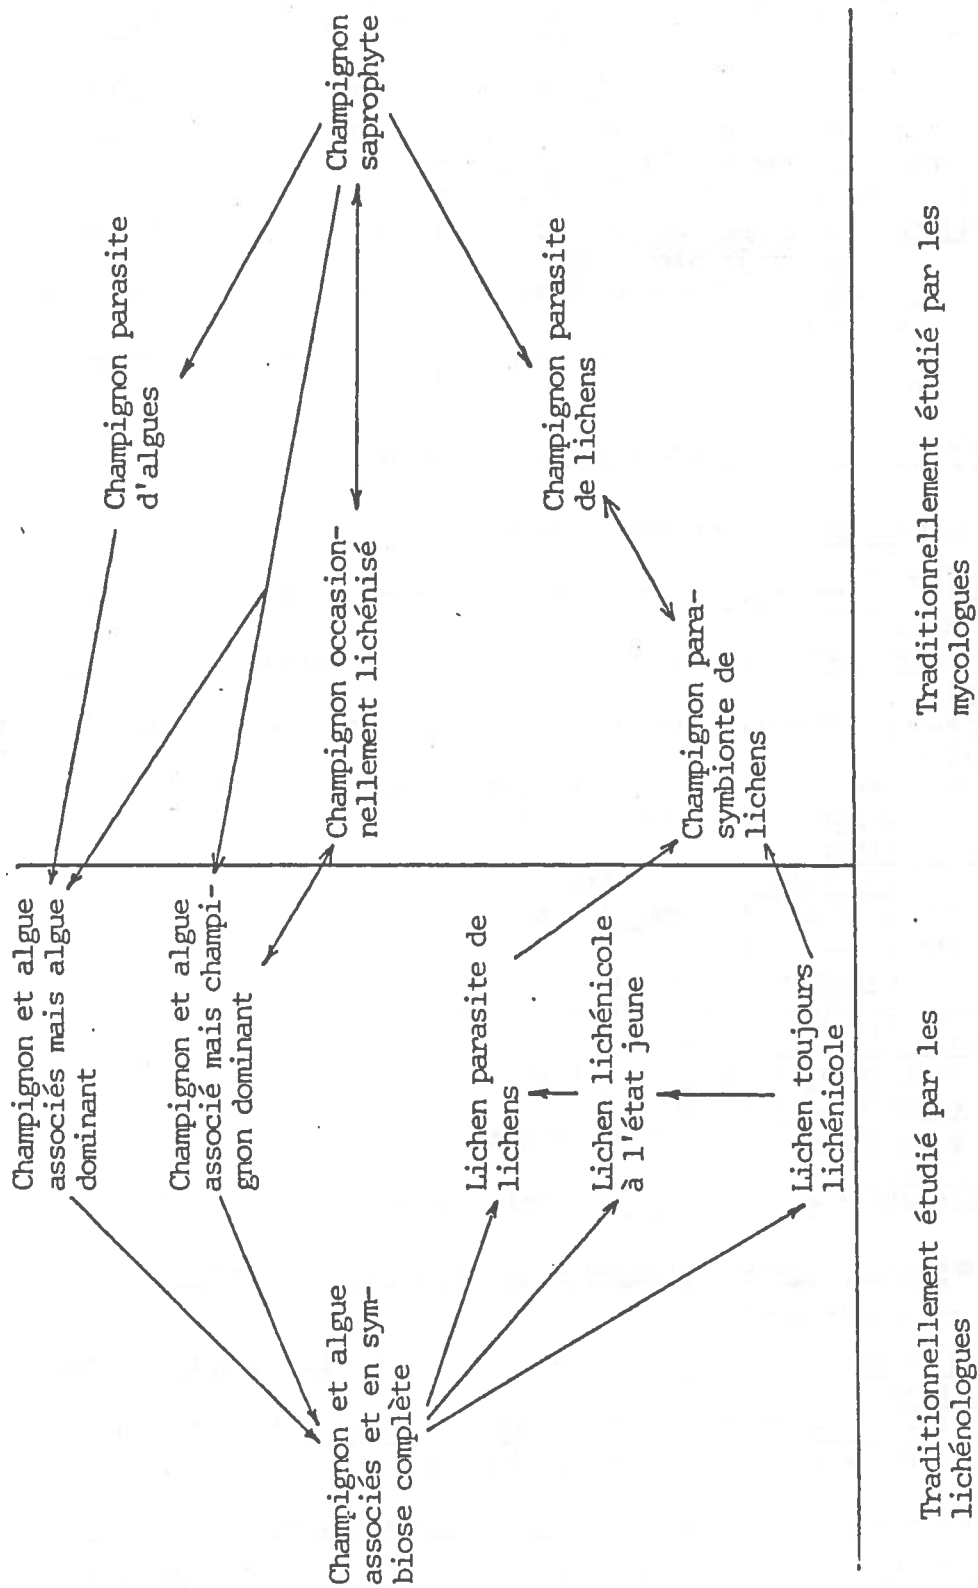 Champignon et algue
associés mais algue
dominant
Champignon parasite
d'algues
Champignon et algue
associé mais champi-
gnon dominant
Champignon et algue
associés et en sym-
biose complète
Champignon occasion-
nellement lichénisé
Champignon
saprophyte
Lichen parasite de
lichens
Champignon parasite
de lichens
Lichen lichénicole
à l'état jeune
Champignon para-
symbionte de
lichens
Lichen toujours
lichénicole
Traditionnellement étudié par les
lichénologues
Traditionnellement étudié par les
mycologues